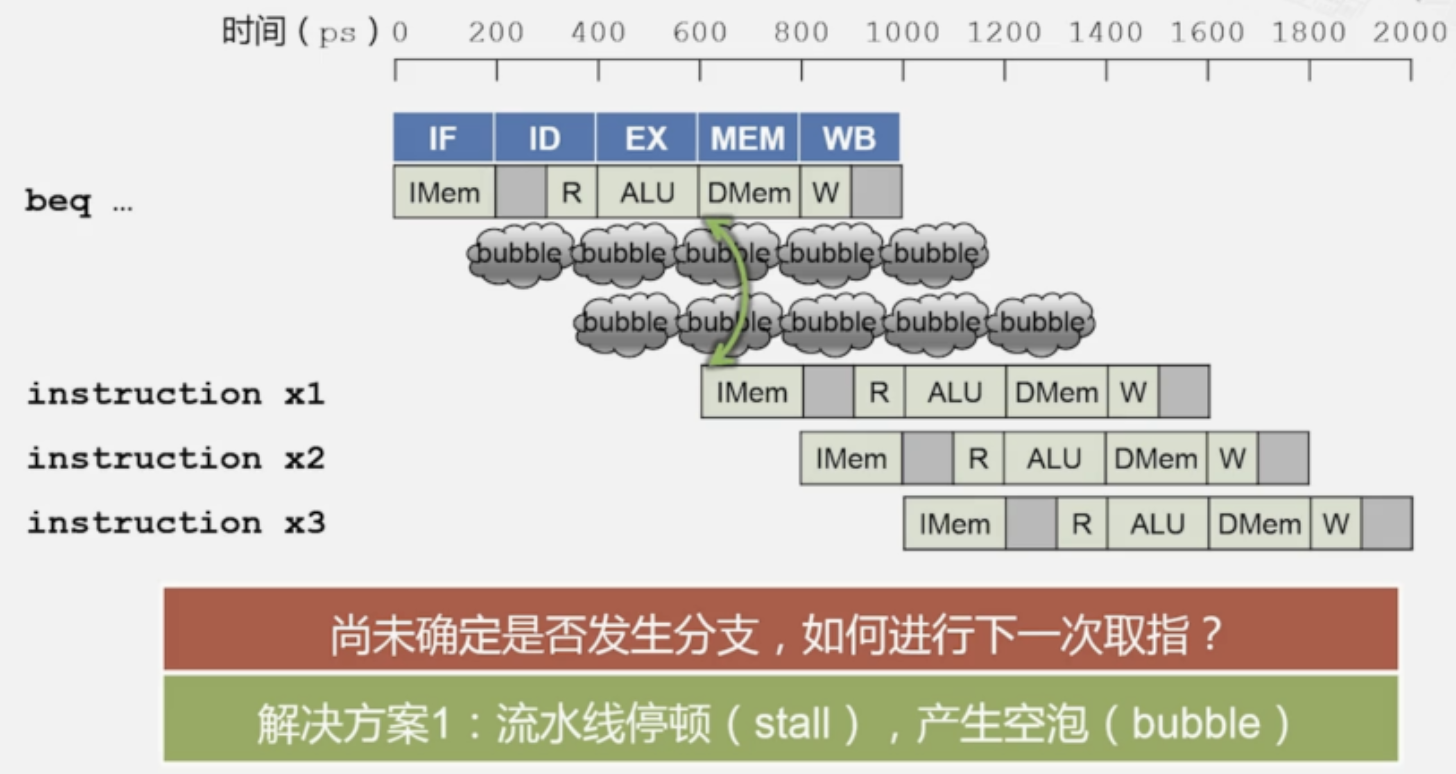 时间（ps）0 200 400 600 800 1000 1200 1400 1600 1800 2000
IF ID EX MEM WB
beq … IMem R ALU DMem W
bubble bubble bubble bubble bubble
bubble bubble bubble bubble bubble
instruction x1 IMem R ALU DMem W
instruction x2 IMem R ALU DMem W
instruction x3 IMem R ALU DMem W
尚未确定是否发生分支，如何进行下一次取指？
解决方案1：流水线停顿（stall），产生空泡（bubble）